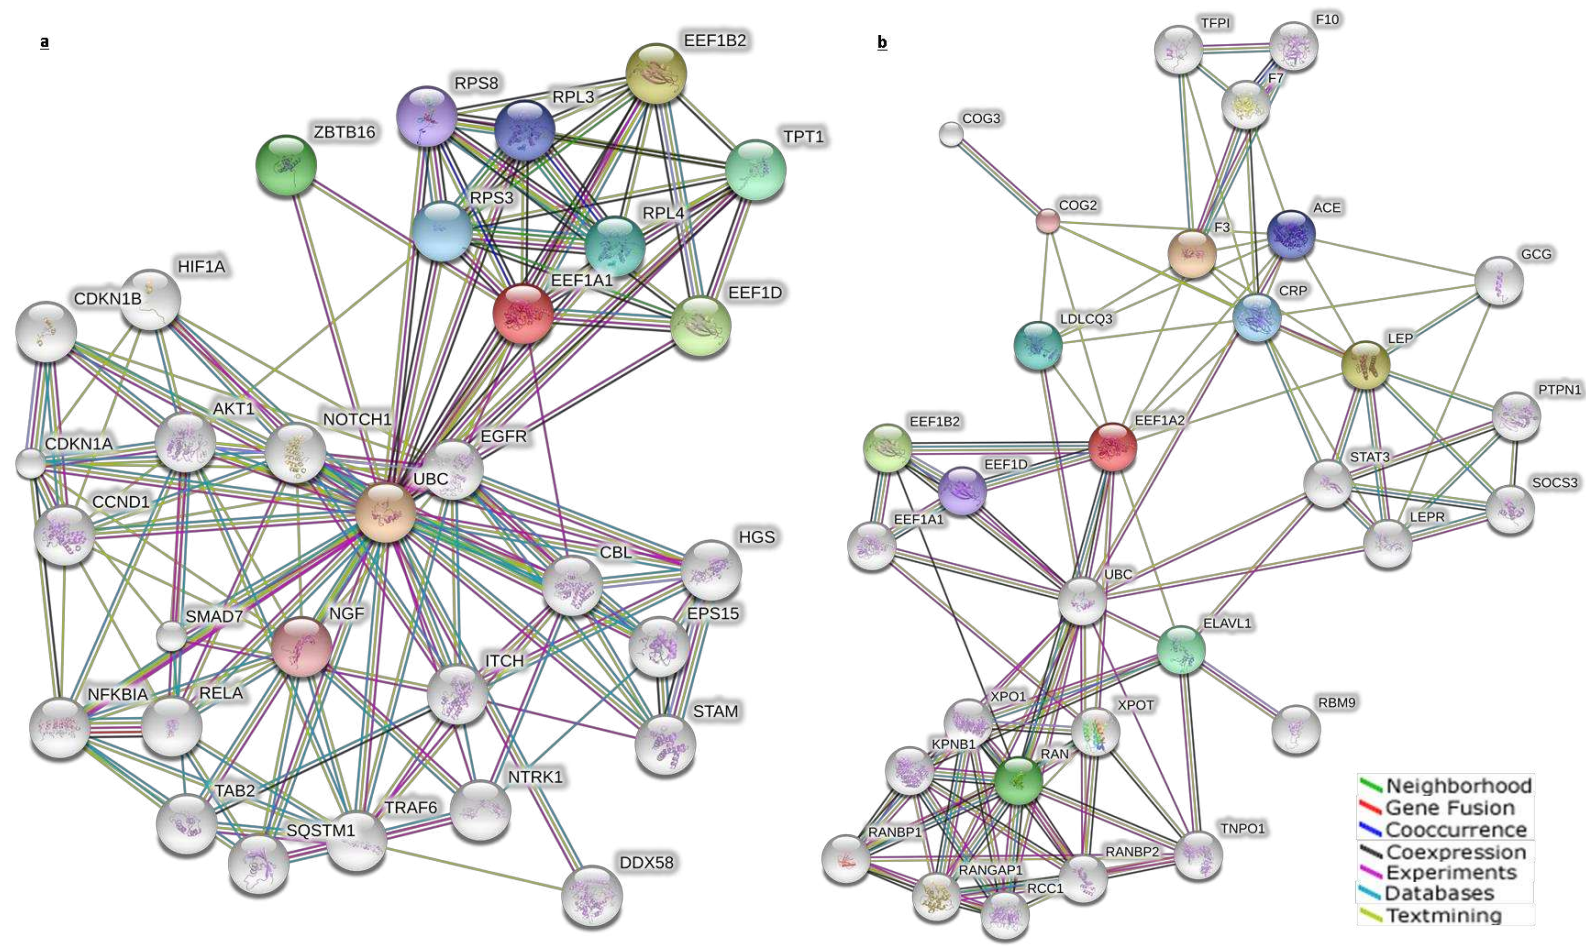 a
EEF1B2
RPS8
RPL3
ZBTB16
TPT1
RPS3
RPL4
HIF1A
EEF1A1
CDKN1B
EEF1D
AKT1
NOTCH1
CDKN1A
EGFR
UBC
CCND1
HGS
CBL
SMAD7
NGF
EPS15
ITCH
NFKBIA
RELA
STAM
NTRK1
TAB2
TRAF6
SQSTM1
DDX58
b
TFPI
F10
F7
COG3
COG2
ACE
F3
GCG
CRP
LDLCQ3
LEP
PTPN1
EEF1B2
EEF1A2
EEF1D
STAT3
SOCS3
EEF1A1
LEPR
UBC
ELAVL1
XPO1
XPOT
RBM9
KPNB1
RAN
RANBP1
TNPO1
RANBP2
RANGAP1
RCC1
Neighborhood
Gene Fusion
Cooccurrence
Coexpression
Experiments
Databases
Textmining